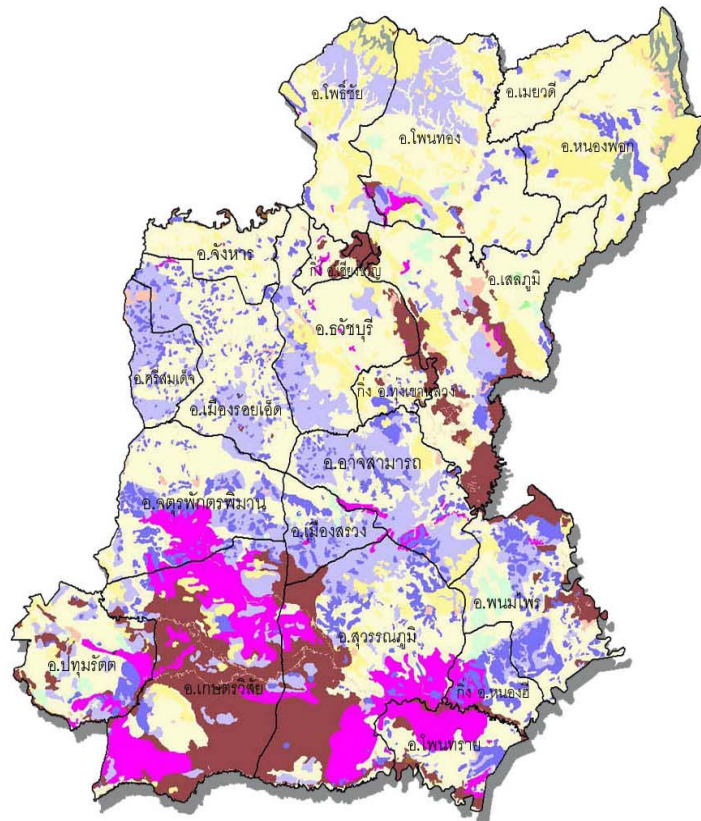 อ.โพธิ์ชัย
อ.เมยวดี
อ.โพนทอง
อ.หนองพอก
อ.จังหาร
กิ่ง อ.เชียงขวัญ
อ.เสลภูมิ
อ.ธวัชบุรี
อ.ศรีสมเด็จ
กิ่ง อ.ทุ่งเขาหลวง
อ.เมืองร้อยเอ็ด
อ.อาจสามารถ
อ.จตุรพักตรพิมาน
อ.เมืองสรวง
อ.พนมไพร
อ.สุวรรณภูมิ
อ.ปทุมรัตต์
อ.เกษตรวิสัย
กิ่ง อ.หนองฮี
อ.โพนทราย